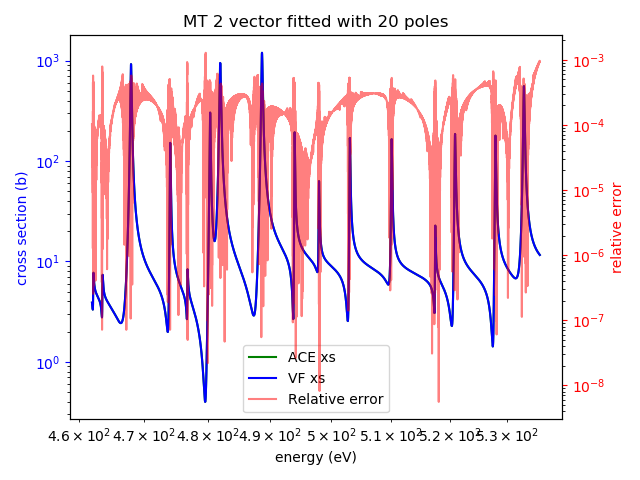 MT 2 vector fitted with 20 poles
cross section (b)
10³
10²
10¹
10⁰
relative error
10⁻³
10⁻⁴
10⁻⁵
10⁻⁶
10⁻⁷
10⁻⁸
ACE xs
VF xs
Relative error
4.6 × 10² 4.7 × 10² 4.8 × 10² 4.9 × 10² 5 × 10² 5.1 × 10² 5.2 × 10² 5.3 × 10²
energy (eV)